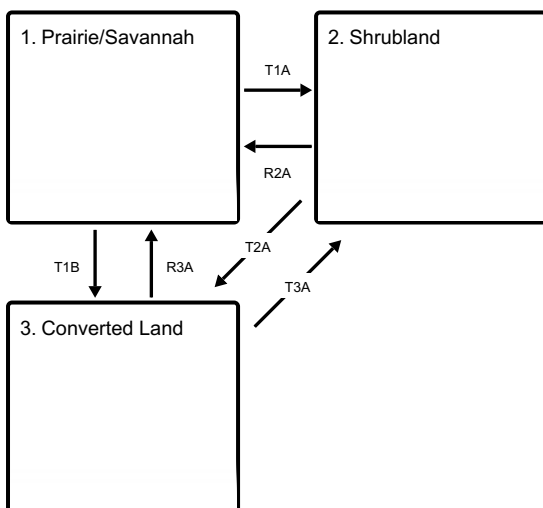 1. Prairie/Savannah
2. Shrubland
T1A
R2A
T2A
T1B
R3A
T3A
3. Converted Land